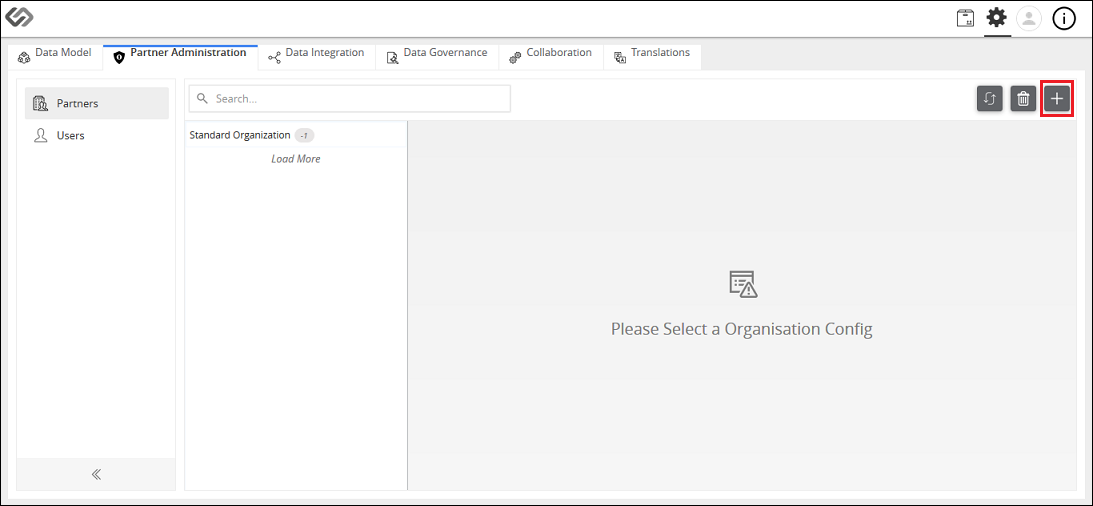 Data Model
Partner Administration
Data Integration
Data Governance
Collaboration
Translations
Partners
Users
Search...
Standard Organization -1
Load More
Please Select a Organisation Config